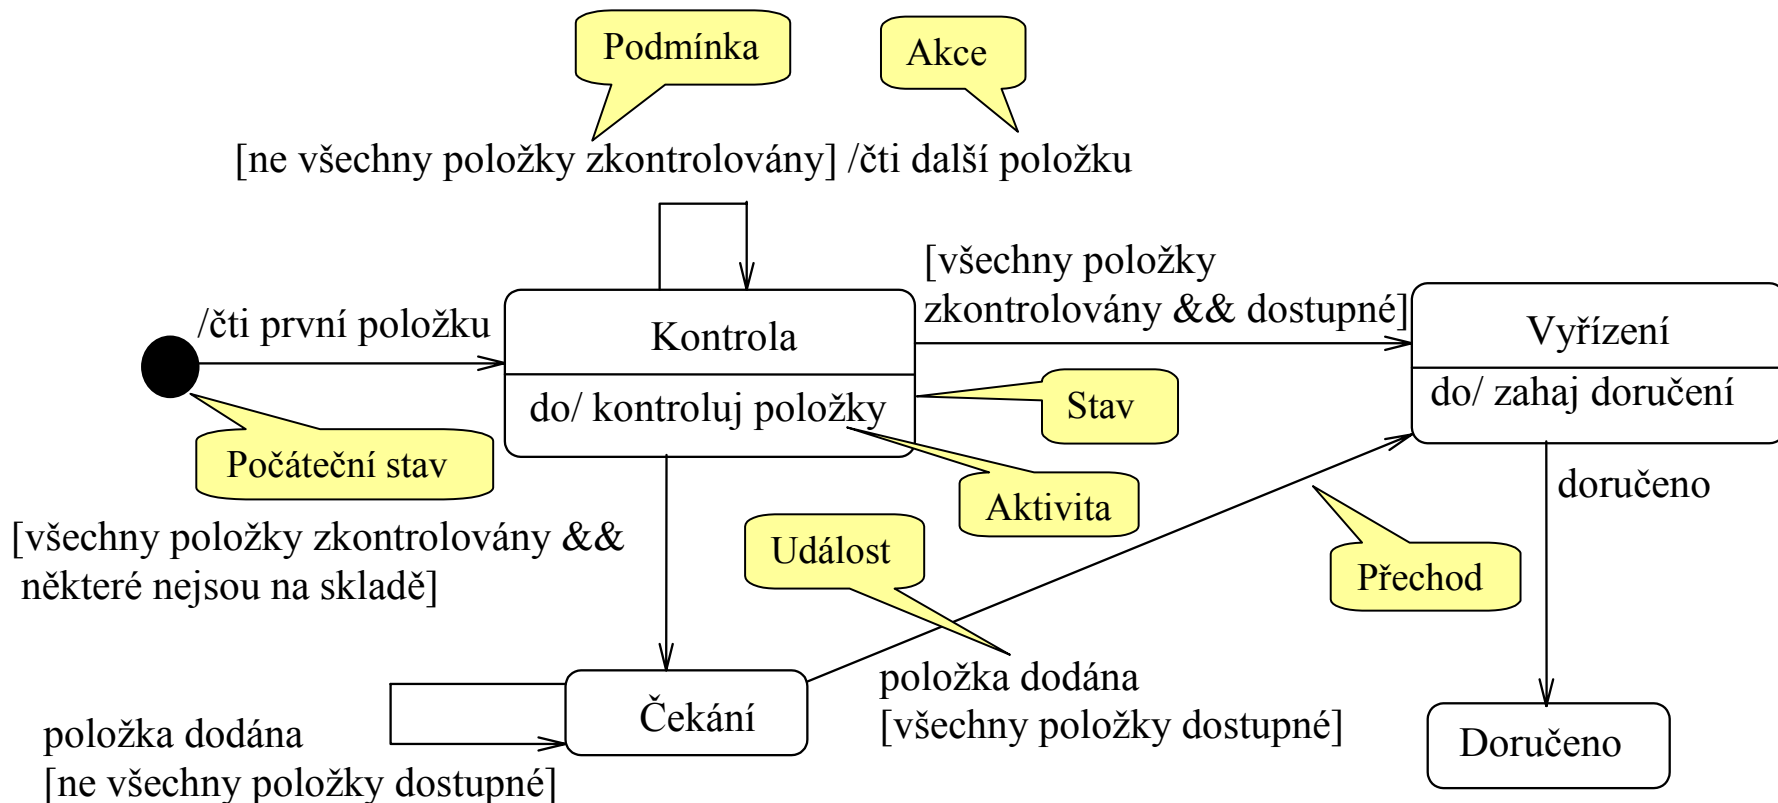 Podmínka
Akce
[ne všechny položky zkontrolovány] /čti další položku
[všechny položky
zkontrolovány && dostupné]
/čti první položku
Kontrola
Vyřízení
do/ kontroluj položky
Stav
do/ zahaj doručení
Počáteční stav
Aktivita
doručeno
[všechny položky zkontrolovány &&
některé nejsou na skladě]
Událost
Přechod
položka dodána
[všechny položky dostupné]
Čekání
položka dodána
[ne všechny položky dostupné]
Doručeno